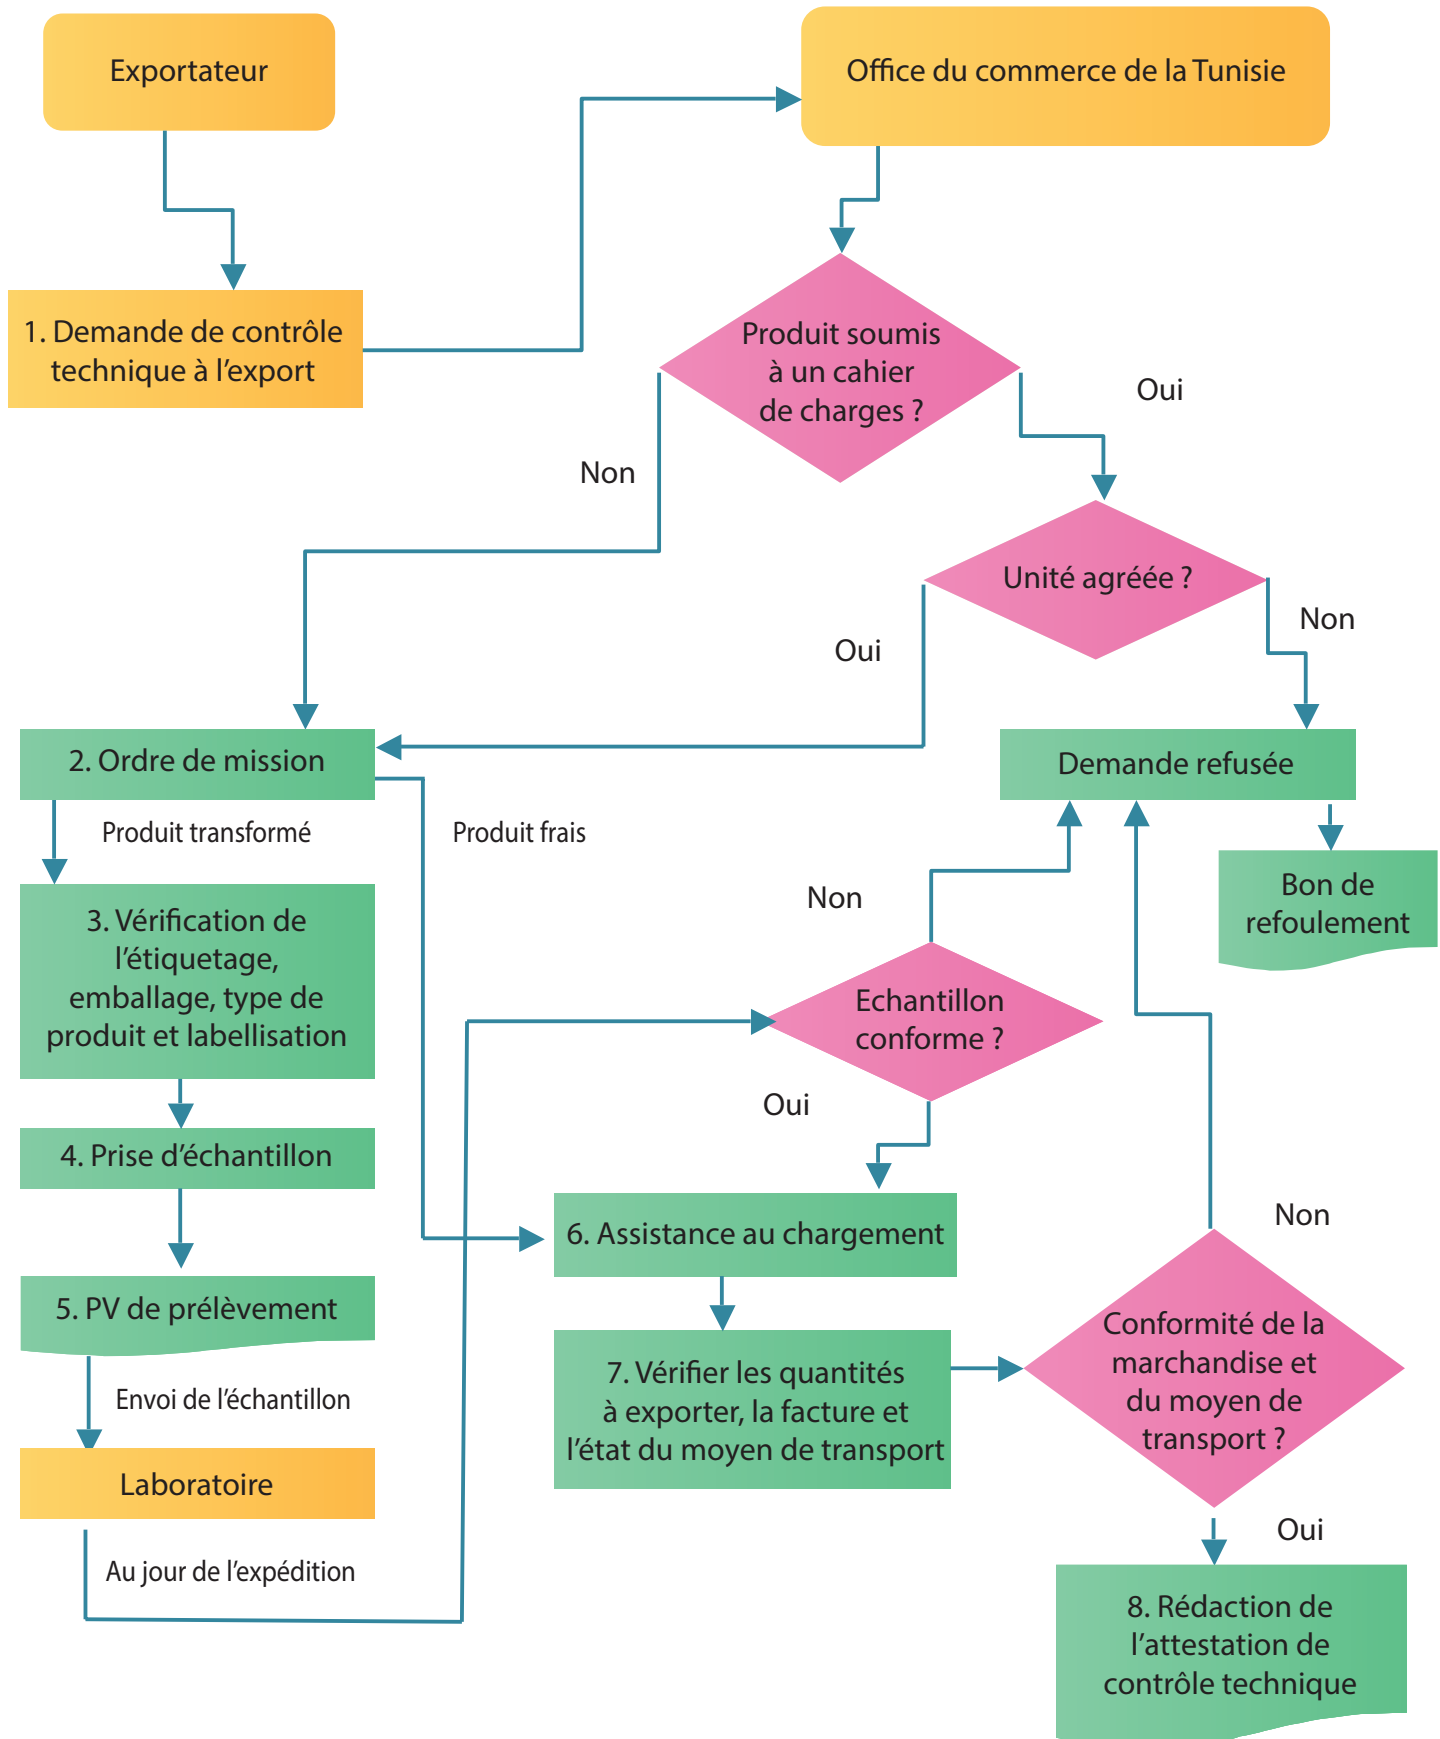 Exportateur
Office du commerce de la Tunisie
1. Demande de contrôle
technique à l'export
Produit soumis
à un cahier
de charges ?
Oui
Non
Unité agréée ?
Non
Oui
2. Ordre de mission
Demande refusée
Produit transformé
Produit frais
Bon de
refoulement
Non
3. Vérification de
l'étiquetage,
emballage, type de
produit et labellisation
Echantillon
conforme ?
Oui
4. Prise d'échantillon
6. Assistance au chargement
Non
5. PV de prélèvement
Conformité de la
marchandise et
du moyen de
transport ?
7. Vérifier les quantités
à exporter, la facture et
l'état du moyen de transport
Envoi de l'échantillon
Laboratoire
Oui
Au jour de l'expédition
8. Rédaction de
l'attestation de
contrôle technique